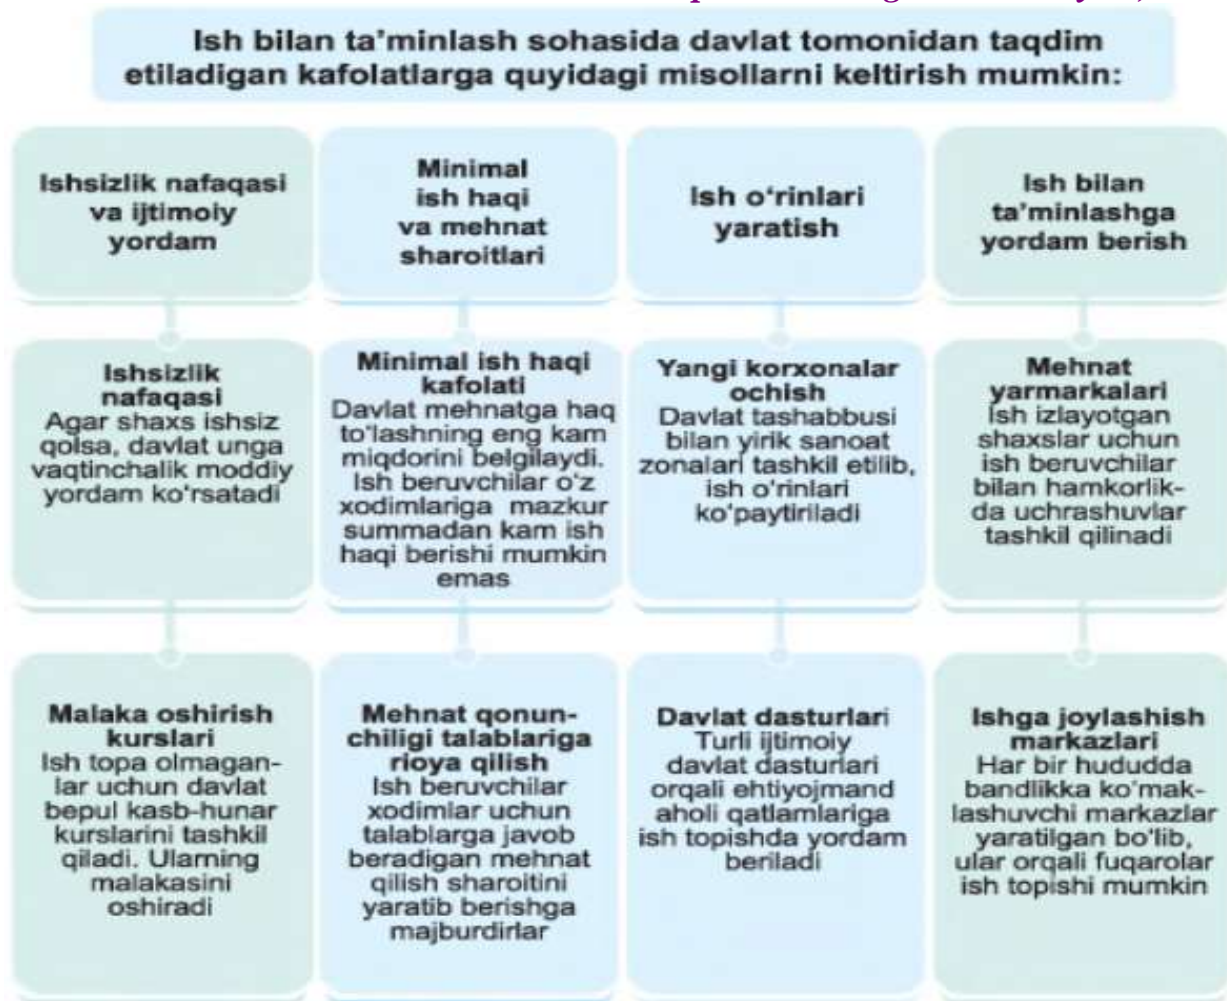 Ish bilan ta'minlash sohasida davlat tomonidan taqdim
etiladigan kafolatlarga quyidagi misollarni keltirish mumkin:
Ishsizlik nafaqasi
va ijtimoiy
yordam
Minimal
ish haqi
va mehnat
sharoitlari
Ish o'rinlari
yaratish
Ish bilan
ta'minlashga
yordam berish
Ishsizlik
nafaqasi
Agar shaxs ishsiz
qolsa, davlat unga
vaqtinchalik moddiy
yordam ko'rsatadi
Minimal ish haqi
kafolati
Davlat mehnatga haq
to'lashning eng kam
miqdorini belgilaydi.
Ish beruvchilar o'z
xodimlariga mazkur
summadan kam ish
haqi berishi mumkin
emas
Yangi korxonalar
ochish
Davlat tashabbusi
bilan yirik sanoat
zonalari tashkil etilib,
ish o'rinlari
ko'paytiriladi
Mehnat
yarmarkalari
Ish izlayotgan
shaxslar uchun
ish beruvchilar
bilan hamkorlik-
da uchrashuvlar
tashkil qilinadi
Malaka oshirish
kurslari
Ish topa olmagan-
lar uchun davlat
bepul kasb-hunar
kurslarini tashkil
qiladi. Ularning
malakasini
oshiradi
Mehnat qonun-
chiligi talablariga
rioya qilish
Ish beruvchilar
xodimlar uchun
talablarga javob
beradigan mehnat
qilish sharoitini
yaratib berishga
majburdirlar
Davlat dasturlari
Turli ijtimoiy
davlat dasturlari
orqali ehtiyojmand
aholi qatlamlariga
ish topishda yordam
beriladi
Ishga joylashish
markazlari
Har bir hududda
bandlikka ko'mak-
lashuvchi markazlar
yaratilgan bo'lib,
ular orqali fuqarolar
ish topishi mumkin